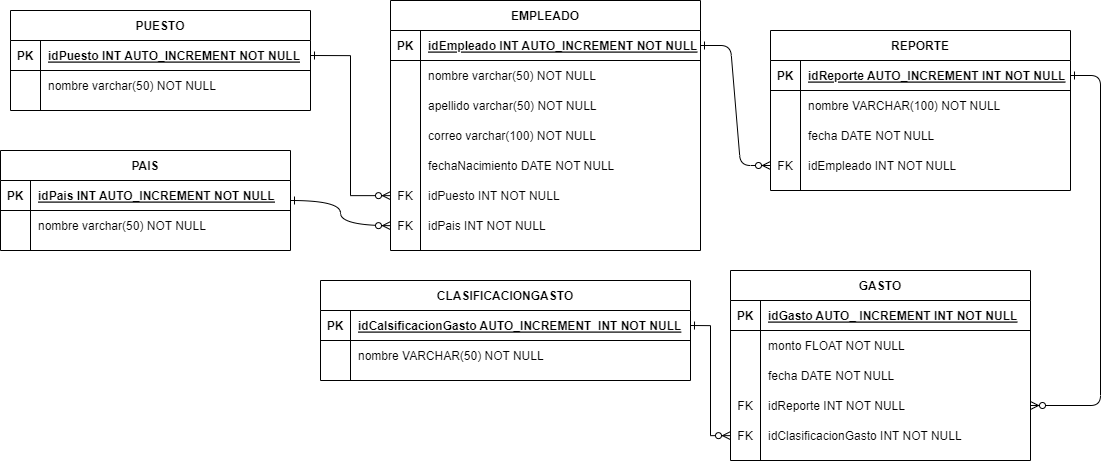 PUESTO
PK idPuesto INT AUTO_INCREMENT NOT NULL
nombre varchar(50) NOT NULL
EMPLEADO
PK idEmpleado INT AUTO_INCREMENT NOT NULL
nombre varchar(50) NOT NULL
apellido varchar(50) NOT NULL
correo varchar(100) NOT NULL
fechaNacimiento DATE NOT NULL
FK idPuesto INT NOT NULL
FK idPais INT NOT NULL
REPORTE
PK idReporte AUTO_INCREMENT INT NOT NULL
nombre VARCHAR(100) NOT NULL
fecha DATE NOT NULL
FK idEmpleado INT NOT NULL
PAIS
PK idPais INT AUTO_INCREMENT NOT NULL
nombre varchar(50) NOT NULL
CLASIFICACIONGASTO
PK idCalsificacionGasto AUTO_INCREMENT INT NOT NULL
nombre VARCHAR(50) NOT NULL
GASTO
PK idGasto AUTO_ INCREMENT INT NOT NULL
monto FLOAT NOT NULL
fecha DATE NOT NULL
FK idReporte INT NOT NULL
FK idClasificacionGasto INT NOT NULL